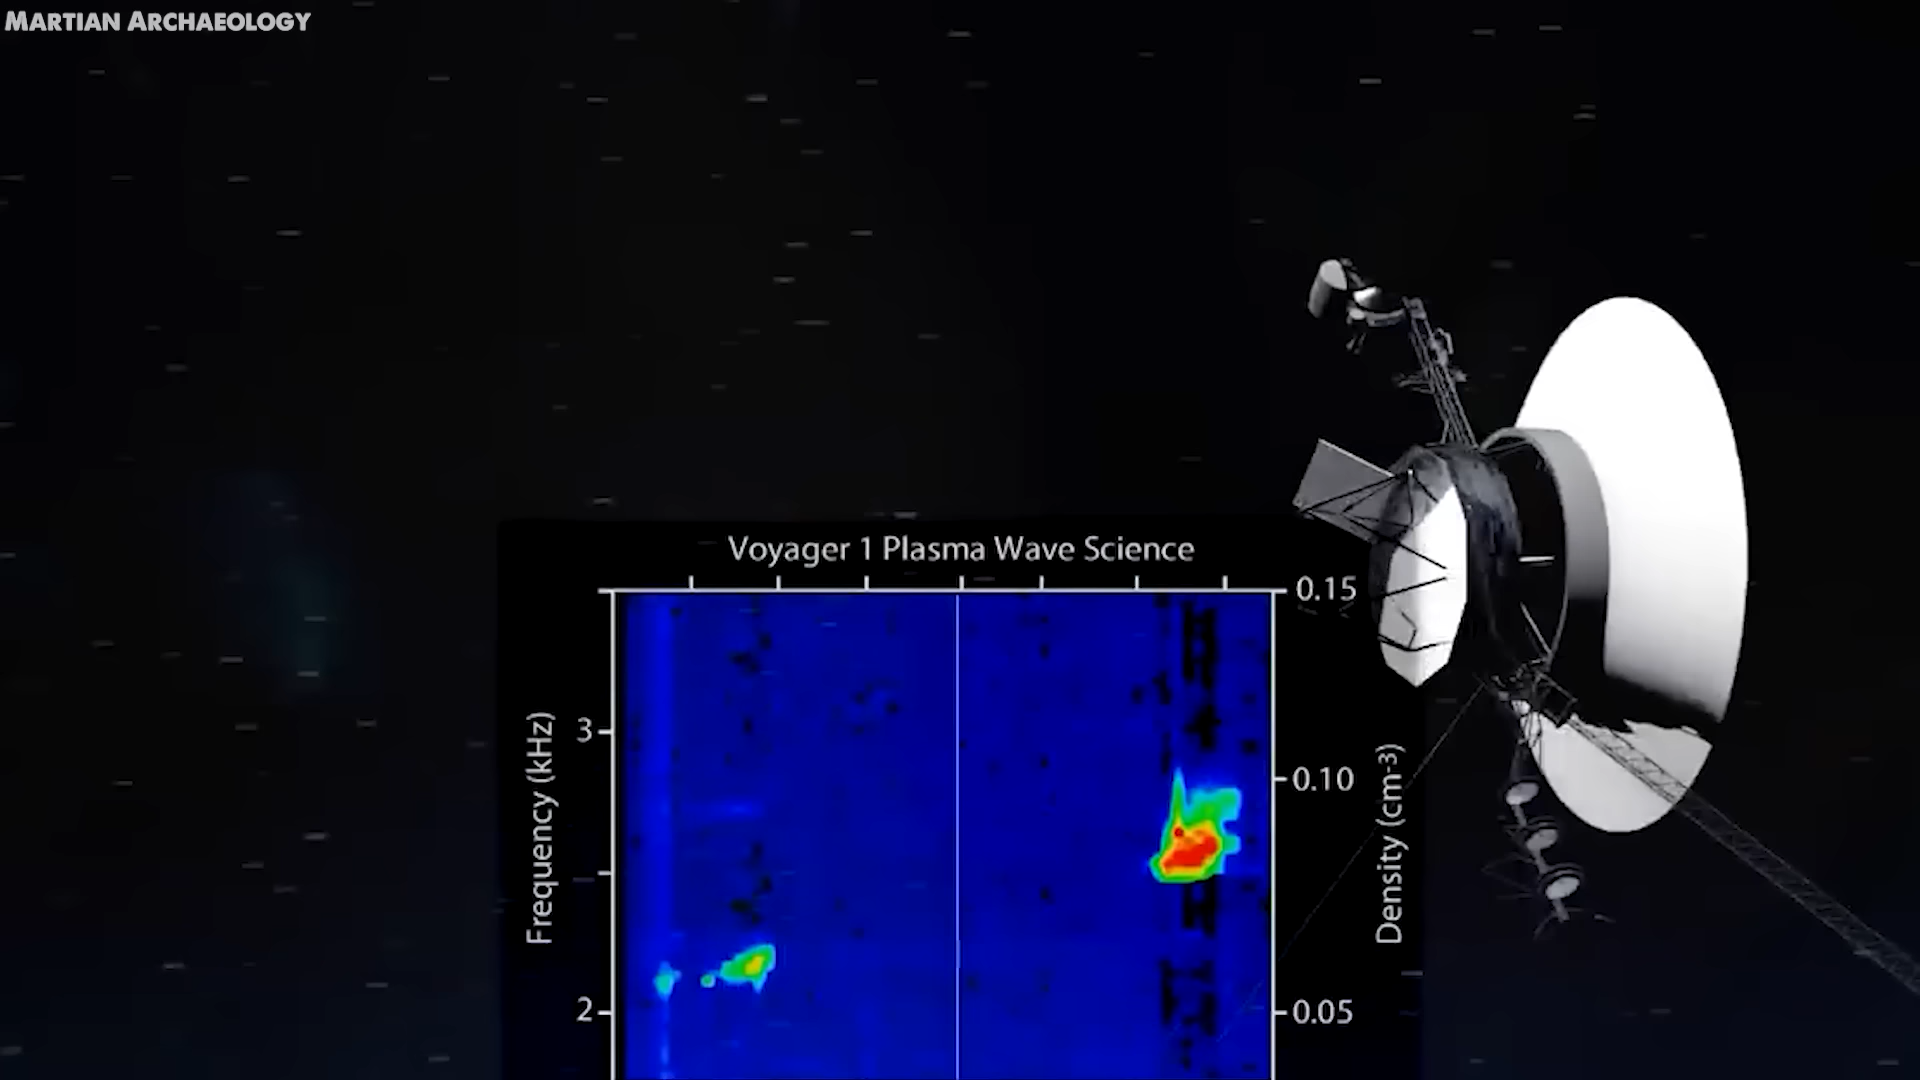 MARTIAN ARCHAEOLOGY
Voyager 1 Plasma Wave Science
0.15
3
0.10
Frequency (kHz)
Density (cm-3)
2
0.05